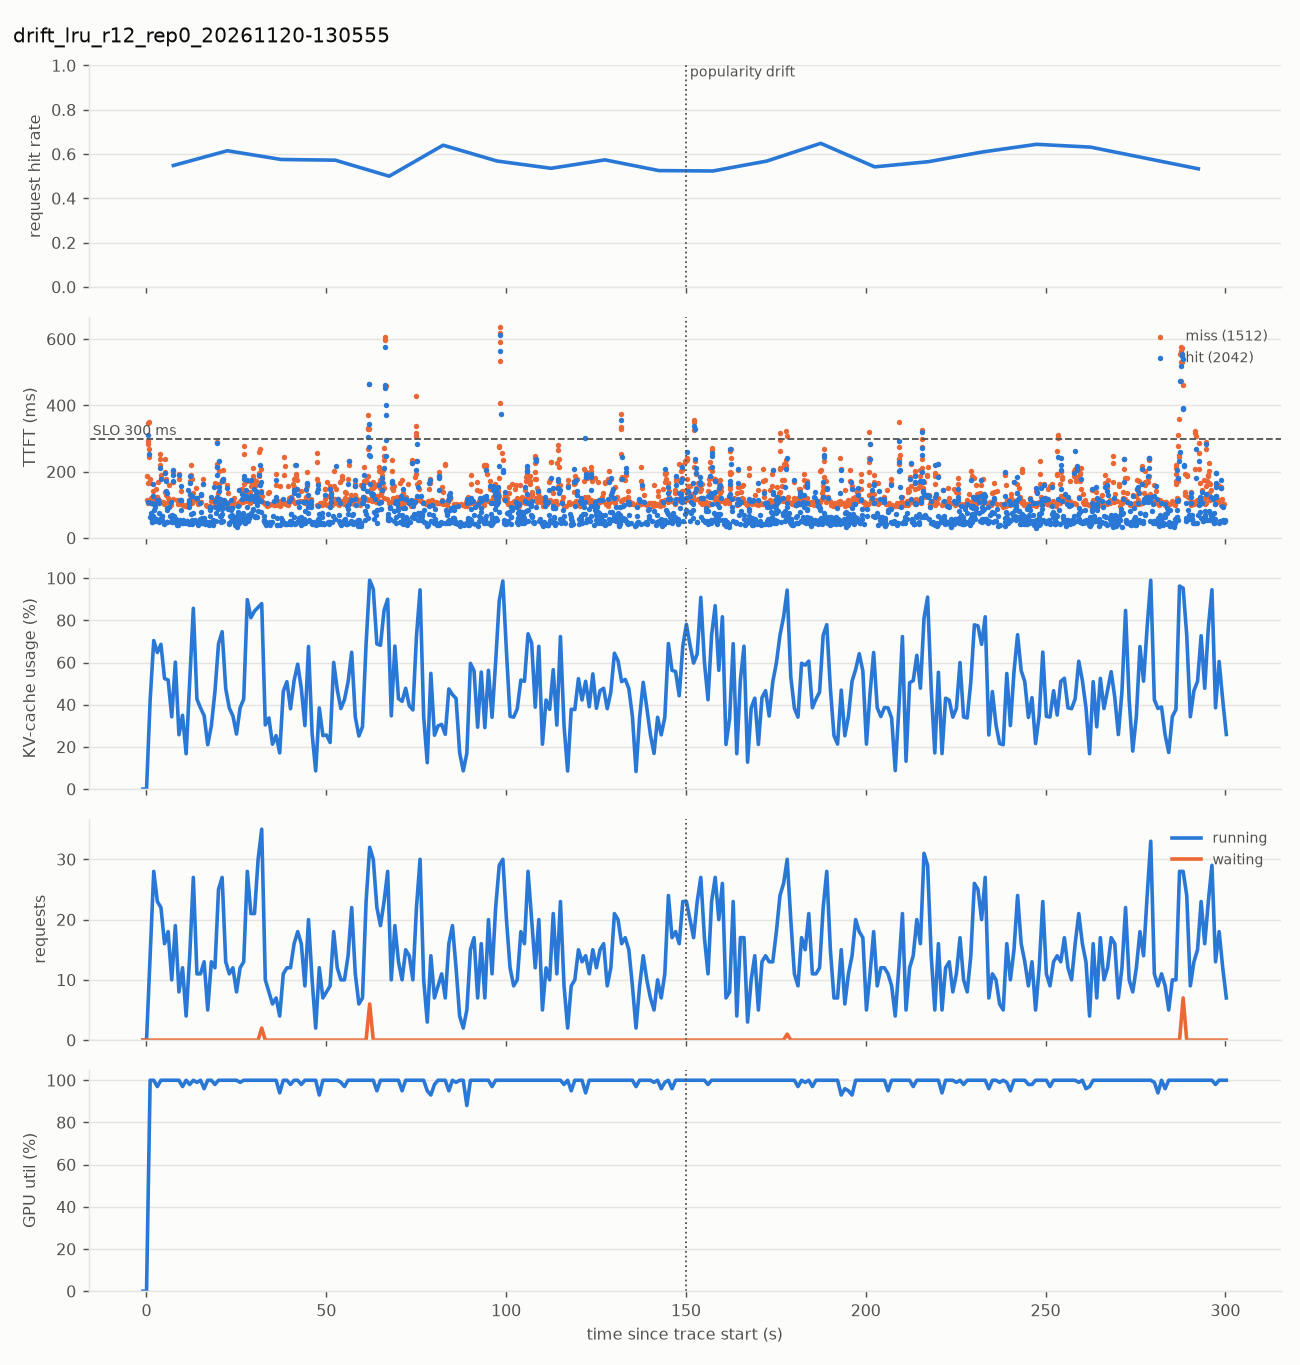 drift_lru_r12_rep0_20261120-130555
request hit rate
1.0
0.8
0.6
0.4
0.2
0.0
popularity drift
TTFT (ms)
600
400
200
0
SLO 300 ms
miss (1512)
hit (2042)
KV-cache usage (%)
100
80
60
40
20
0
requests
30
20
10
0
running
waiting
GPU util (%)
100
80
60
40
20
0
0 50 100 150 200 250 300
time since trace start (s)